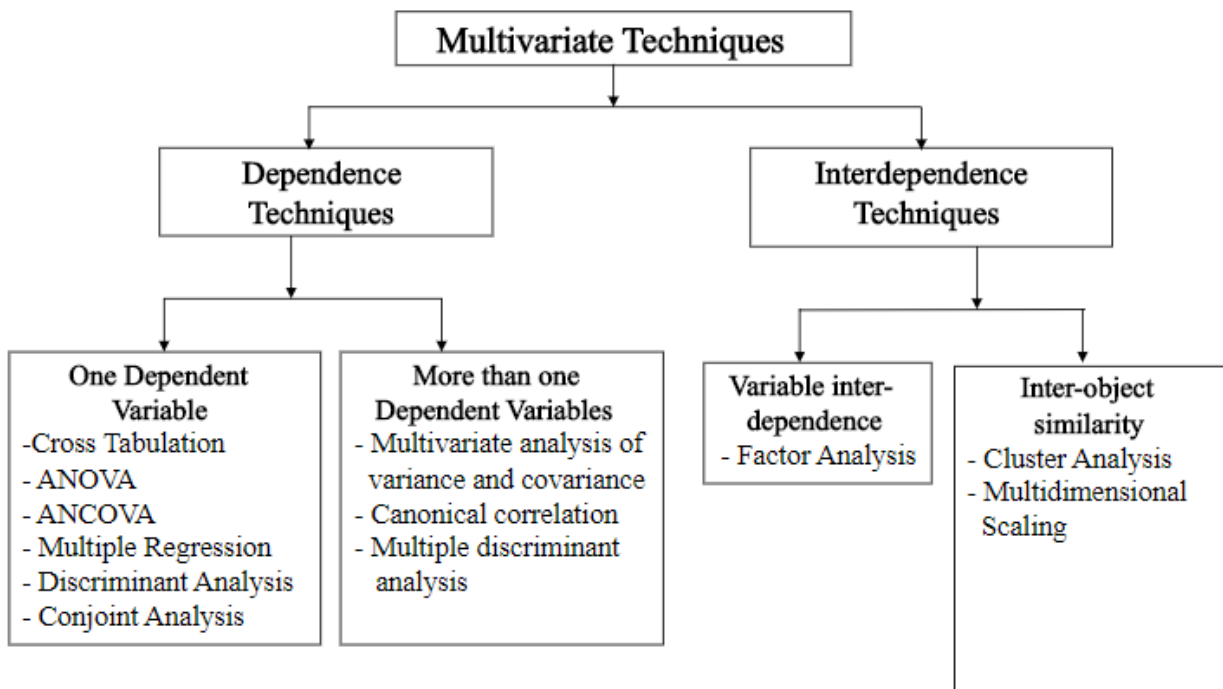 Multivariate Techniques
Dependence
Techniques
Interdependence
Techniques
One Dependent
Variable
-Cross Tabulation
- ANOVA
- ANCOVA
- Multiple Regression
- Discriminant Analysis
- Conjoint Analysis
More than one
Dependent Variables
- Multivariate analysis of
variance and covariance
- Canonical correlation
- Multiple discriminant
analysis
Variable inter-
dependence
- Factor Analysis
Inter-object
similarity
- Cluster Analysis
- Multidimensional
Scaling